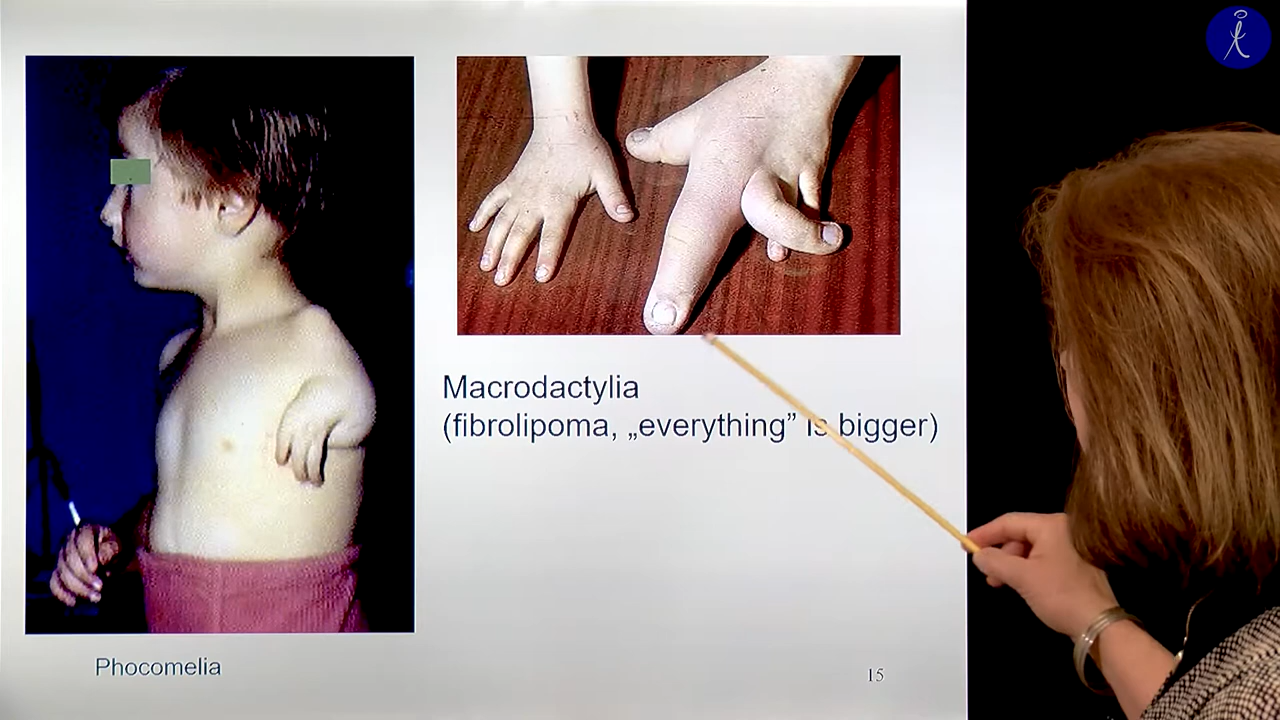 Macrodactylia
(fibrolipoma, „everything” is bigger)
Phocomelia
15